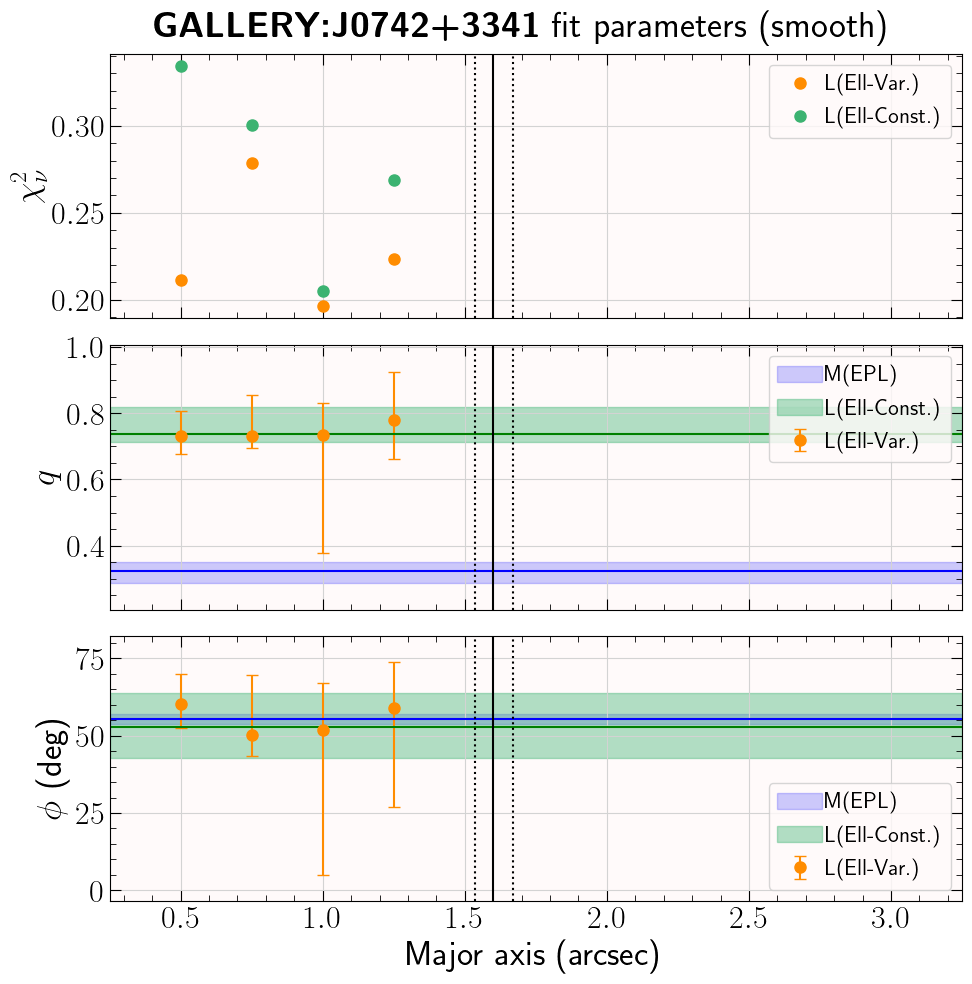 GALLERY:J0742+3341 fit parameters (smooth)
L(Ell-Var.)
L(Ell-Const.)
0.30
0.25
0.20
χ²ᵥ
1.0
0.8
0.6
0.4
q
M(EPL)
L(Ell-Const.)
L(Ell-Var.)
75
50
25
0
ϕ (deg)
M(EPL)
L(Ell-Const.)
L(Ell-Var.)
0.5 1.0 1.5 2.0 2.5 3.0
Major axis (arcsec)